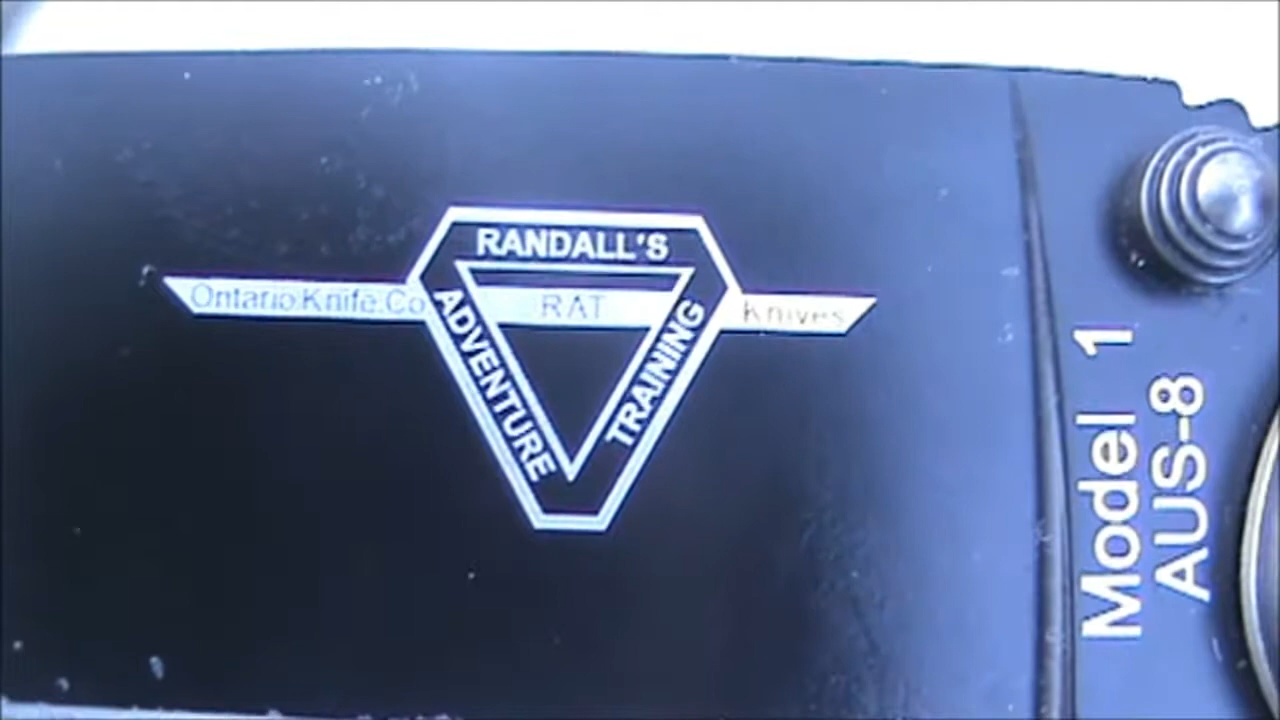 RANDALL'S
Ontario Knife Co
RAT
Knives
ADVENTURE
TRAINING
Model 1
AUS-8